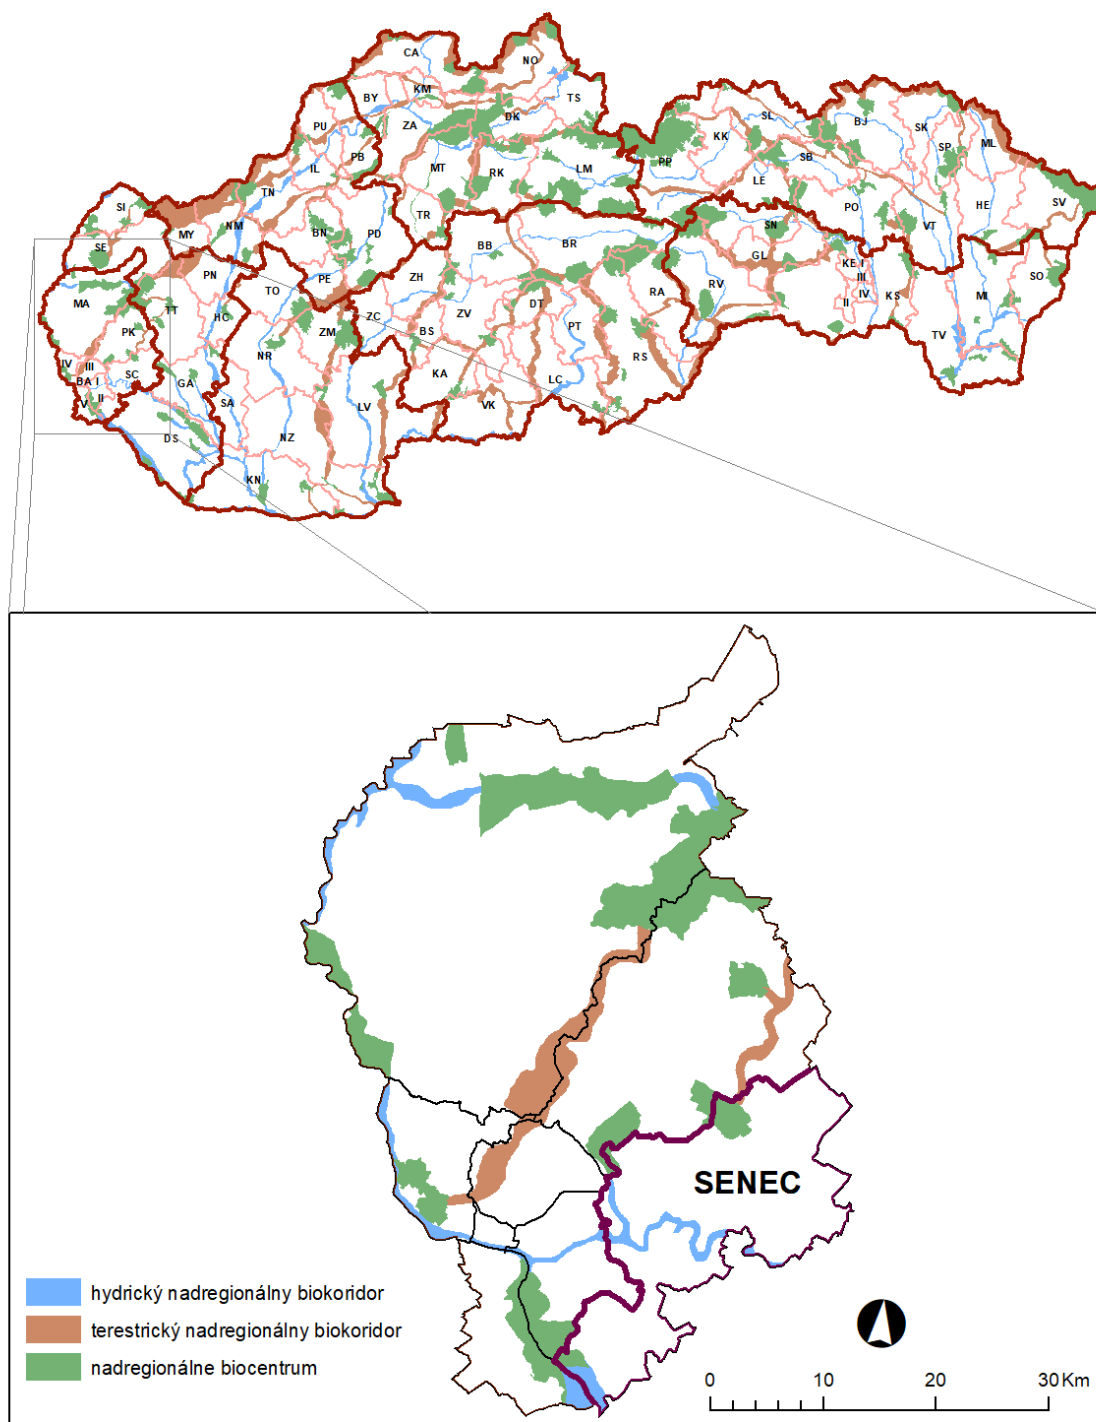 CA
NO
BY
KM
TS
PU
ZA
DK
SL
BJ
SK
KK
SP
ML
PB
IL
MT
RK
LM
PP
SB
LE
TN
SI
TR
PO
HE
SV
MY
NM
BN
PD
SN
VT
SE
BB
BR
GL
KE I
PN
PE
ZH
RV
III
SO
MA
TO
RA
IV
II
KS
MI
TT
HC
ZM
ZC
BS
ZV
DT
PT
PK
TV
NR
RS
IV
III
SC
GA
KA
LC
BA I
SA
LV
VK
V
II
DS
NZ
KN
SENEC
hydrický nadregionálny biokoridor
terestrický nadregionálny biokoridor
nadregionálne biocentrum
0 10 20 30 Km